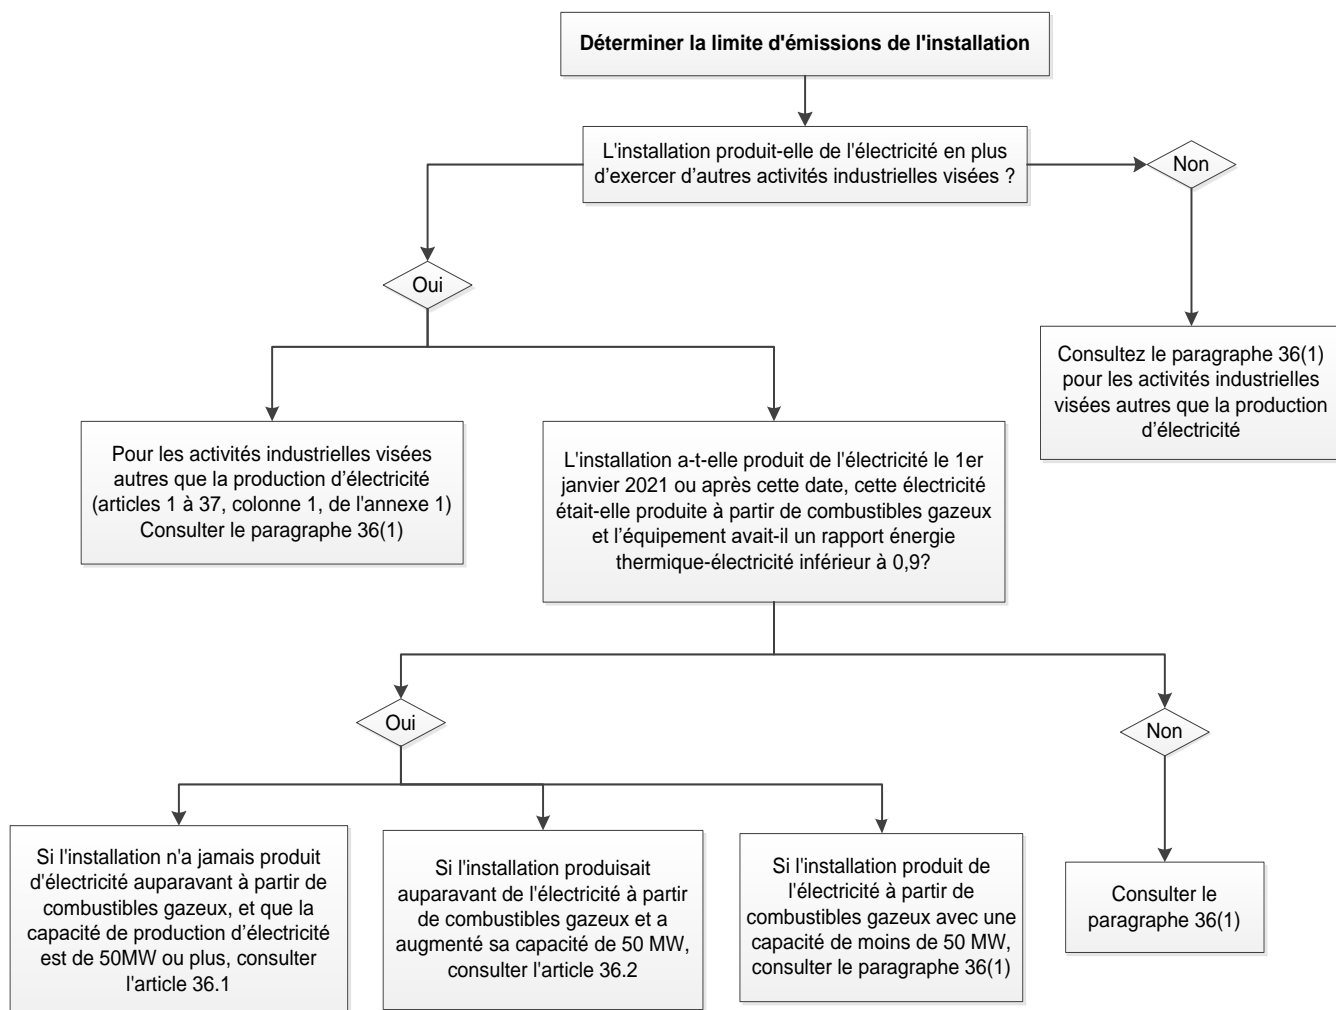 Déterminer la limite d'émissions de l'installation
L'installation produit-elle de l'électricité en plus
d’exercer d’autres activités industrielles visées ?
Non
Oui
Consultez le paragraphe 36(1)
pour les activités industrielles
visées autres que la production
d’électricité
Pour les activités industrielles visées
autres que la production d’électricité
(articles 1 à 37, colonne 1, de l'annexe 1)
Consulter le paragraphe 36(1)
L'installation a-t-elle produit de l'électricité le 1er
janvier 2021 ou après cette date, cette électricité
était-elle produite à partir de combustibles gazeux
et l’équipement avait-il un rapport énergie
thermique-électricité inférieur à 0,9?
Oui
Non
Si l'installation n'a jamais produit
d'électricité auparavant à partir de
combustibles gazeux, et que la
capacité de production d’électricité
est de 50MW ou plus, consulter
l'article 36.1
Si l'installation produisait
auparavant de l'électricité à partir
de combustibles gazeux et a
augmenté sa capacité de 50 MW,
consulter l'article 36.2
Si l'installation produit de
l'électricité à partir de
combustibles gazeux avec une
capacité de moins de 50 MW,
consulter le paragraphe 36(1)
Consulter le
paragraphe 36(1)